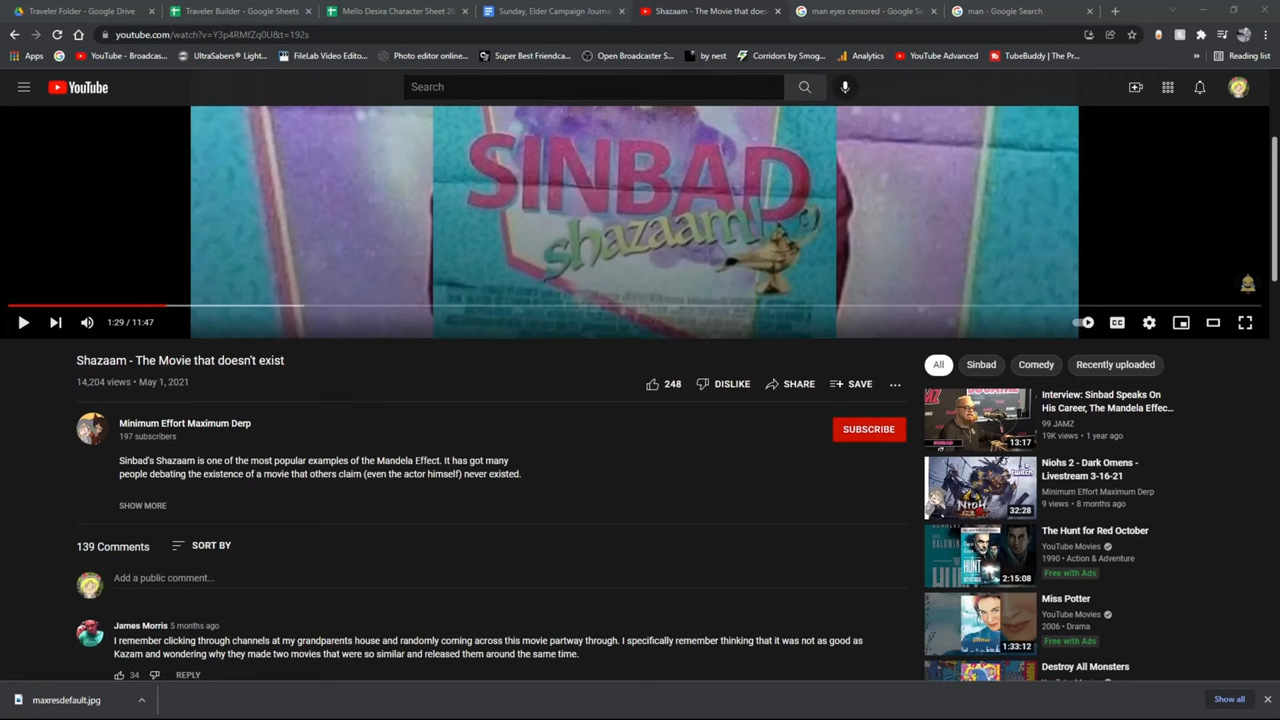 Traveler Folder - Google Drive
Traveler Builder - Google Sheets
Mello Desira Character Sheet 20
Sunday, Elder Campaign Journal
Shazaam - The Movie that does
man eyes censored - Google Se
man - Google Search
youtube.com/watch?v=Y3p4RMfZq0U&t=192s
Apps
YouTube - Broadcas...
UltraSabers® Light...
FileLab Video Edito...
Photo editor online...
Super Best Friendca...
Open Broadcaster S...
by nest
Corridors by Smog...
Analytics
YouTube Advanced
TubeBuddy | The Pr...
»
Reading list
YouTube
Search
SINBAD
shazaam!
1:29 / 11:47
CC
Shazaam - The Movie that doesn't exist
14,204 views • May 1, 2021
248
DISLIKE
SHARE
SAVE
...
Minimum Effort Maximum Derp
197 subscribers
SUBSCRIBE
Sinbad's Shazaam is one of the most popular examples of the Mandela Effect. It has got many
people debating the existence of a movie that others claim (even the actor himself) never existed.
SHOW MORE
139 Comments
SORT BY
Add a public comment...
James Morris 5 months ago
I remember clicking through channels at my grandparents house and randomly coming across this movie partway through. I specifically remember thinking that it was not as good as
Kazam and wondering why they made two movies that were so similar and released them around the same time.
34
REPLY
All
Sinbad
Comedy
Recently uploaded
Interview: Sinbad Speaks On
His Career, The Mandela Effec...
99 JAMZ
19K views • 1 year ago
13:17
Niohs 2 - Dark Omens -
Livestream 3-16-21
Minimum Effort Maximum Derp
9 views • 8 months ago
twitch
NIOH
32:28
The Hunt for Red October
YouTube Movies
1990 • Action & Adventure
Free with Ads
HUNT
2:15:08
Miss Potter
YouTube Movies
2006 • Drama
Free with Ads
1:33:12
Destroy All Monsters
maxresdefault.jpg
Show all